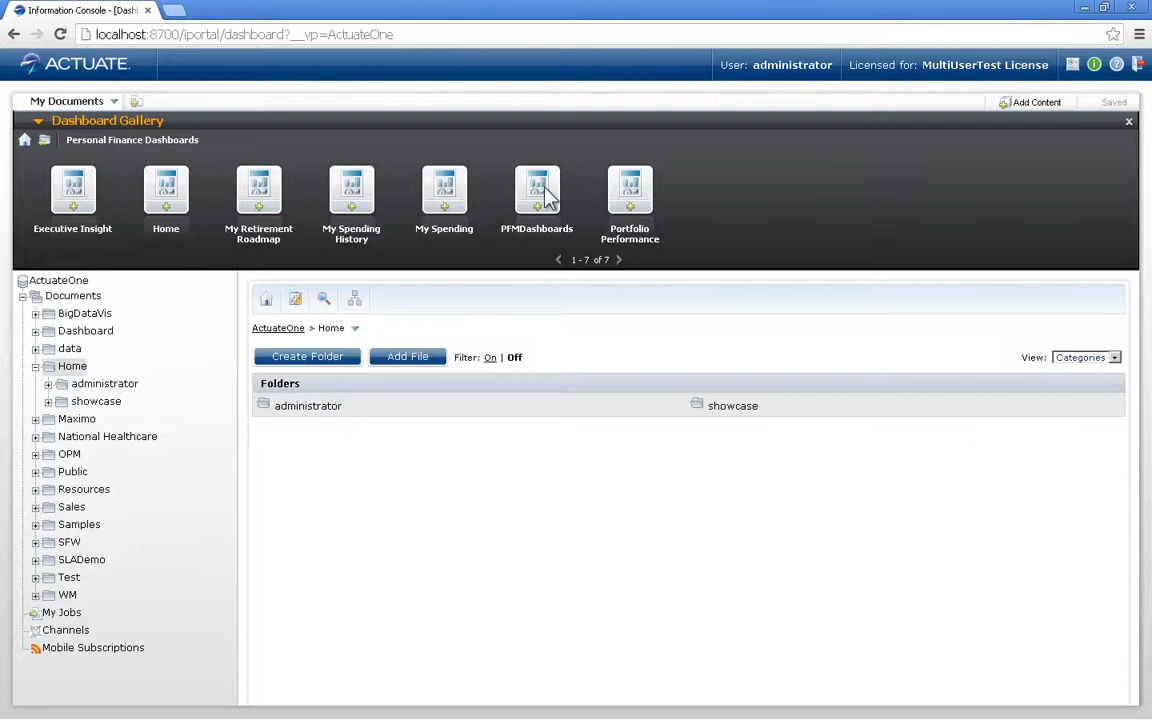 Information Console - [Dash
localhost:8700/iportal/dashboard?__vp=ActuateOne
ACTUATE.
User: administrator
Licensed for: MultiUserTest License
My Documents
Add Content
Saved
Dashboard Gallery
x
Personal Finance Dashboards
Executive Insight
Home
My Retirement
Roadmap
My Spending
History
My Spending
PFMDashboards
Portfolio
Performance
1 - 7 of 7
ActuateOne
Documents
BigDataVis
Dashboard
data
Home
administrator
showcase
Maximo
National Healthcare
OPM
Public
Resources
Sales
Samples
SFW
SLADemo
Test
WM
My Jobs
Channels
Mobile Subscriptions
ActuateOne > Home
Create Folder
Add File
Filter: On | Off
View: Categories
Folders
administrator
showcase